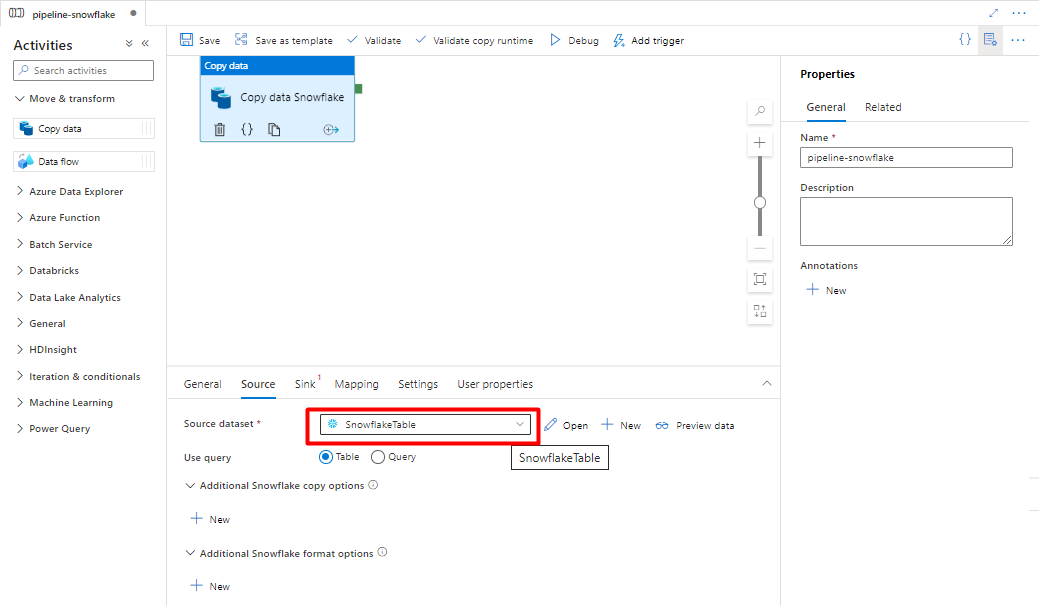 pipeline-snowflake
Activities
Search activities
Move & transform
Copy data
Data flow
Azure Data Explorer
Azure Function
Batch Service
Databricks
Data Lake Analytics
General
HDInsight
Iteration & conditionals
Machine Learning
Power Query
Save
Save as template
Validate
Validate copy runtime
Debug
Add trigger
Copy data
Copy data Snowflake
General
Source
Sink 1
Mapping
Settings
User properties
Source dataset *
SnowflakeTable
Open
New
Preview data
Use query
Table
Query
SnowflakeTable
Additional Snowflake copy options
New
Additional Snowflake format options
New
Properties
General
Related
Name *
pipeline-snowflake
Description
Annotations
New